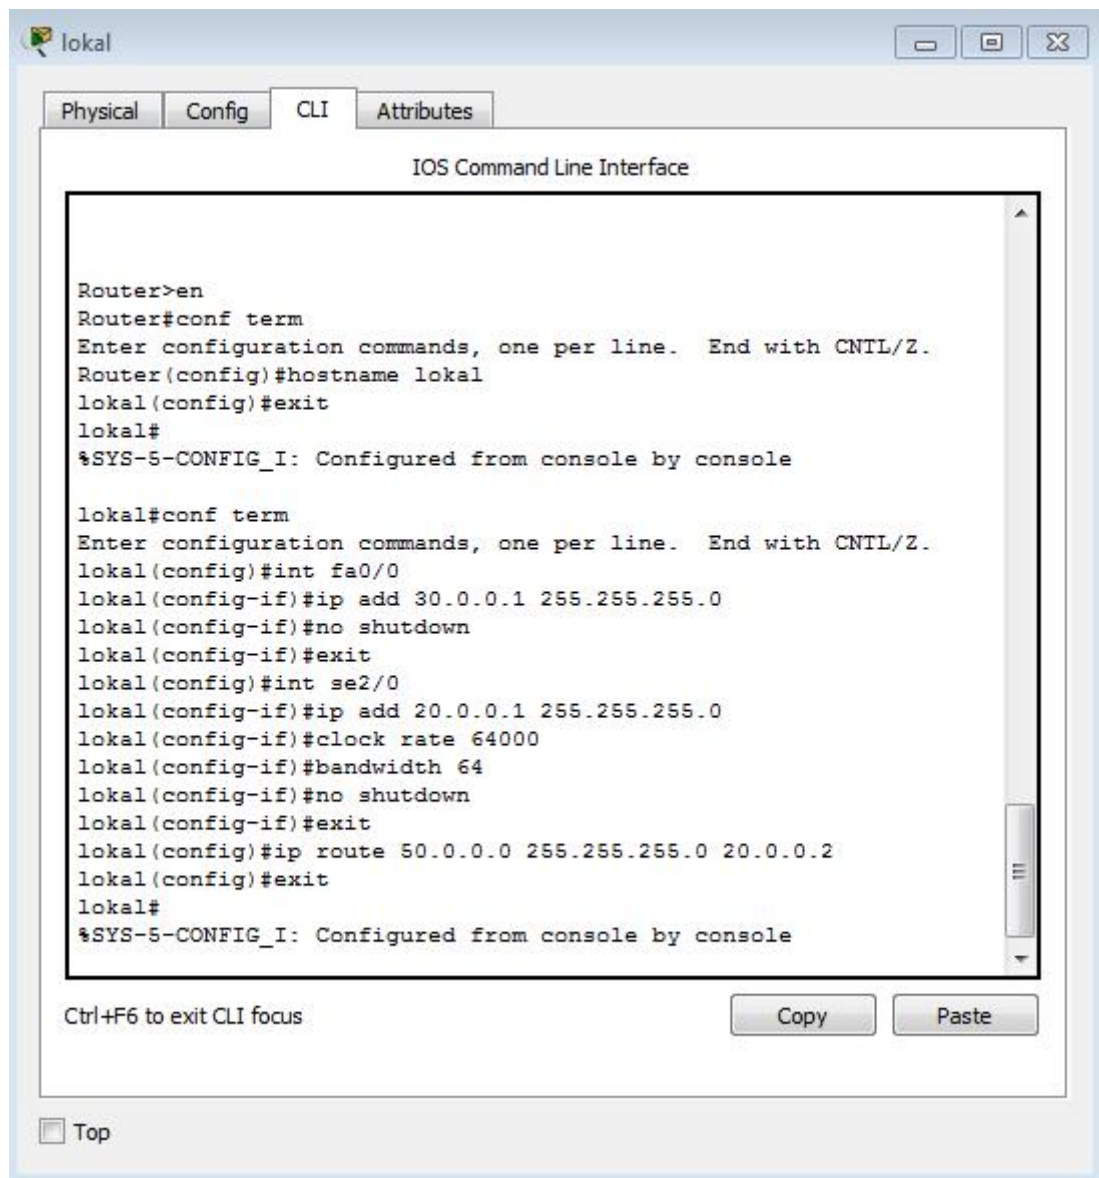 lokal
Physical Config CLI Attributes
IOS Command Line Interface
Router>en
Router#conf term
Enter configuration commands, one per line.  End with CNTL/Z.
Router(config)#hostname lokal
lokal(config)#exit
lokal#
%SYS-5-CONFIG_I: Configured from console by console
lokal#conf term
Enter configuration commands, one per line.  End with CNTL/Z.
lokal(config)#int fa0/0
lokal(config-if)#ip add 30.0.0.1 255.255.255.0
lokal(config-if)#no shutdown
lokal(config-if)#exit
lokal(config)#int se2/0
lokal(config-if)#ip add 20.0.0.1 255.255.255.0
lokal(config-if)#clock rate 64000
lokal(config-if)#bandwidth 64
lokal(config-if)#no shutdown
lokal(config-if)#exit
lokal(config)#ip route 50.0.0.0 255.255.255.0 20.0.0.2
lokal(config)#exit
lokal#
%SYS-5-CONFIG_I: Configured from console by console
Ctrl+F6 to exit CLI focus Copy Paste
Top